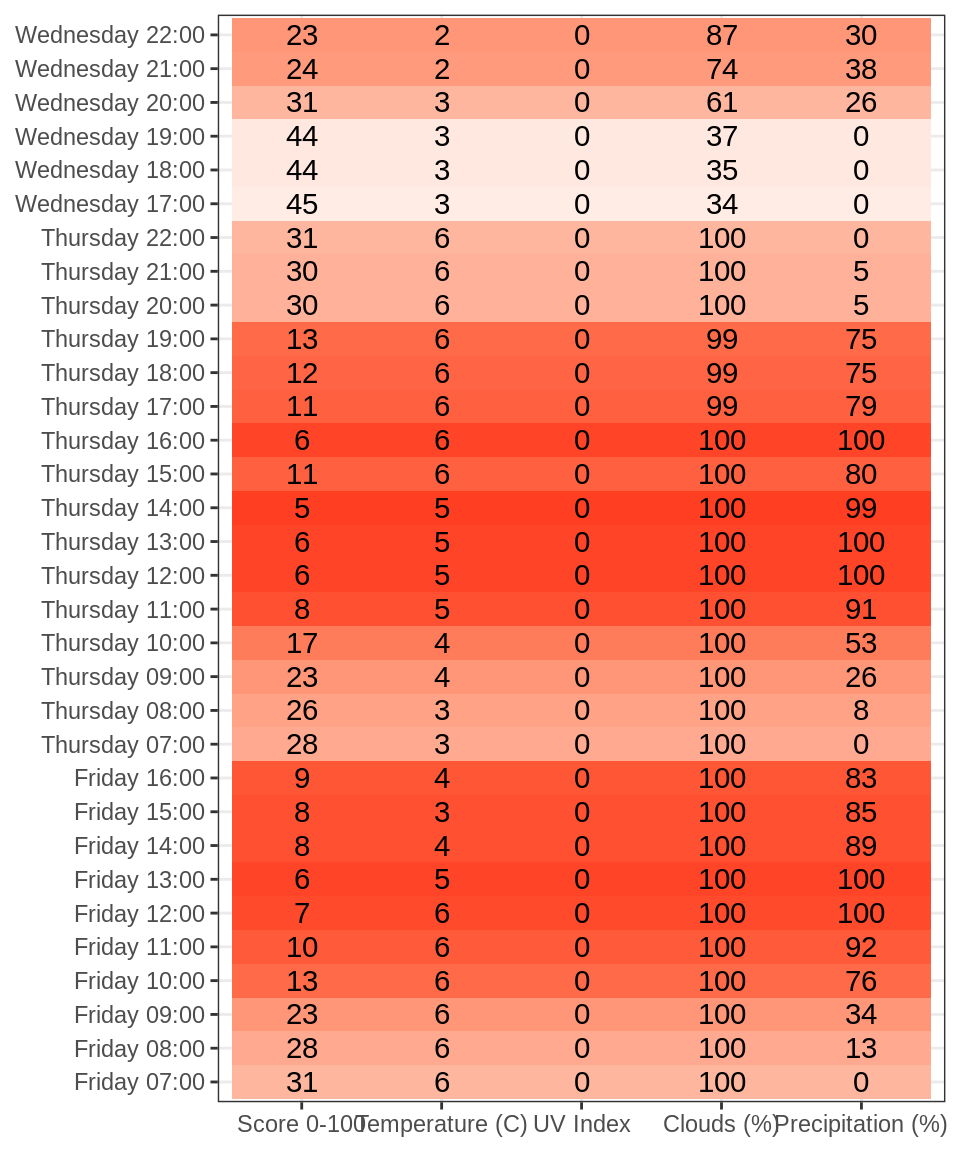 Wednesday 22:00 23 2 0 87 30
Wednesday 21:00 24 2 0 74 38
Wednesday 20:00 31 3 0 61 26
Wednesday 19:00 44 3 0 37 0
Wednesday 18:00 44 3 0 35 0
Wednesday 17:00 45 3 0 34 0
Thursday 22:00 31 6 0 100 0
Thursday 21:00 30 6 0 100 5
Thursday 20:00 30 6 0 100 5
Thursday 19:00 13 6 0 99 75
Thursday 18:00 12 6 0 99 75
Thursday 17:00 11 6 0 99 79
Thursday 16:00 6 6 0 100 100
Thursday 15:00 11 6 0 100 80
Thursday 14:00 5 5 0 100 99
Thursday 13:00 6 5 0 100 100
Thursday 12:00 6 5 0 100 100
Thursday 11:00 8 5 0 100 91
Thursday 10:00 17 4 0 100 53
Thursday 09:00 23 4 0 100 26
Thursday 08:00 26 3 0 100 8
Thursday 07:00 28 3 0 100 0
Friday 16:00 9 4 0 100 83
Friday 15:00 8 3 0 100 85
Friday 14:00 8 4 0 100 89
Friday 13:00 6 5 0 100 100
Friday 12:00 7 6 0 100 100
Friday 11:00 10 6 0 100 92
Friday 10:00 13 6 0 100 76
Friday 09:00 23 6 0 100 34
Friday 08:00 28 6 0 100 13
Friday 07:00 31 6 0 100 0
Score 0-100 Temperature (C) UV Index Clouds (%) Precipitation (%)